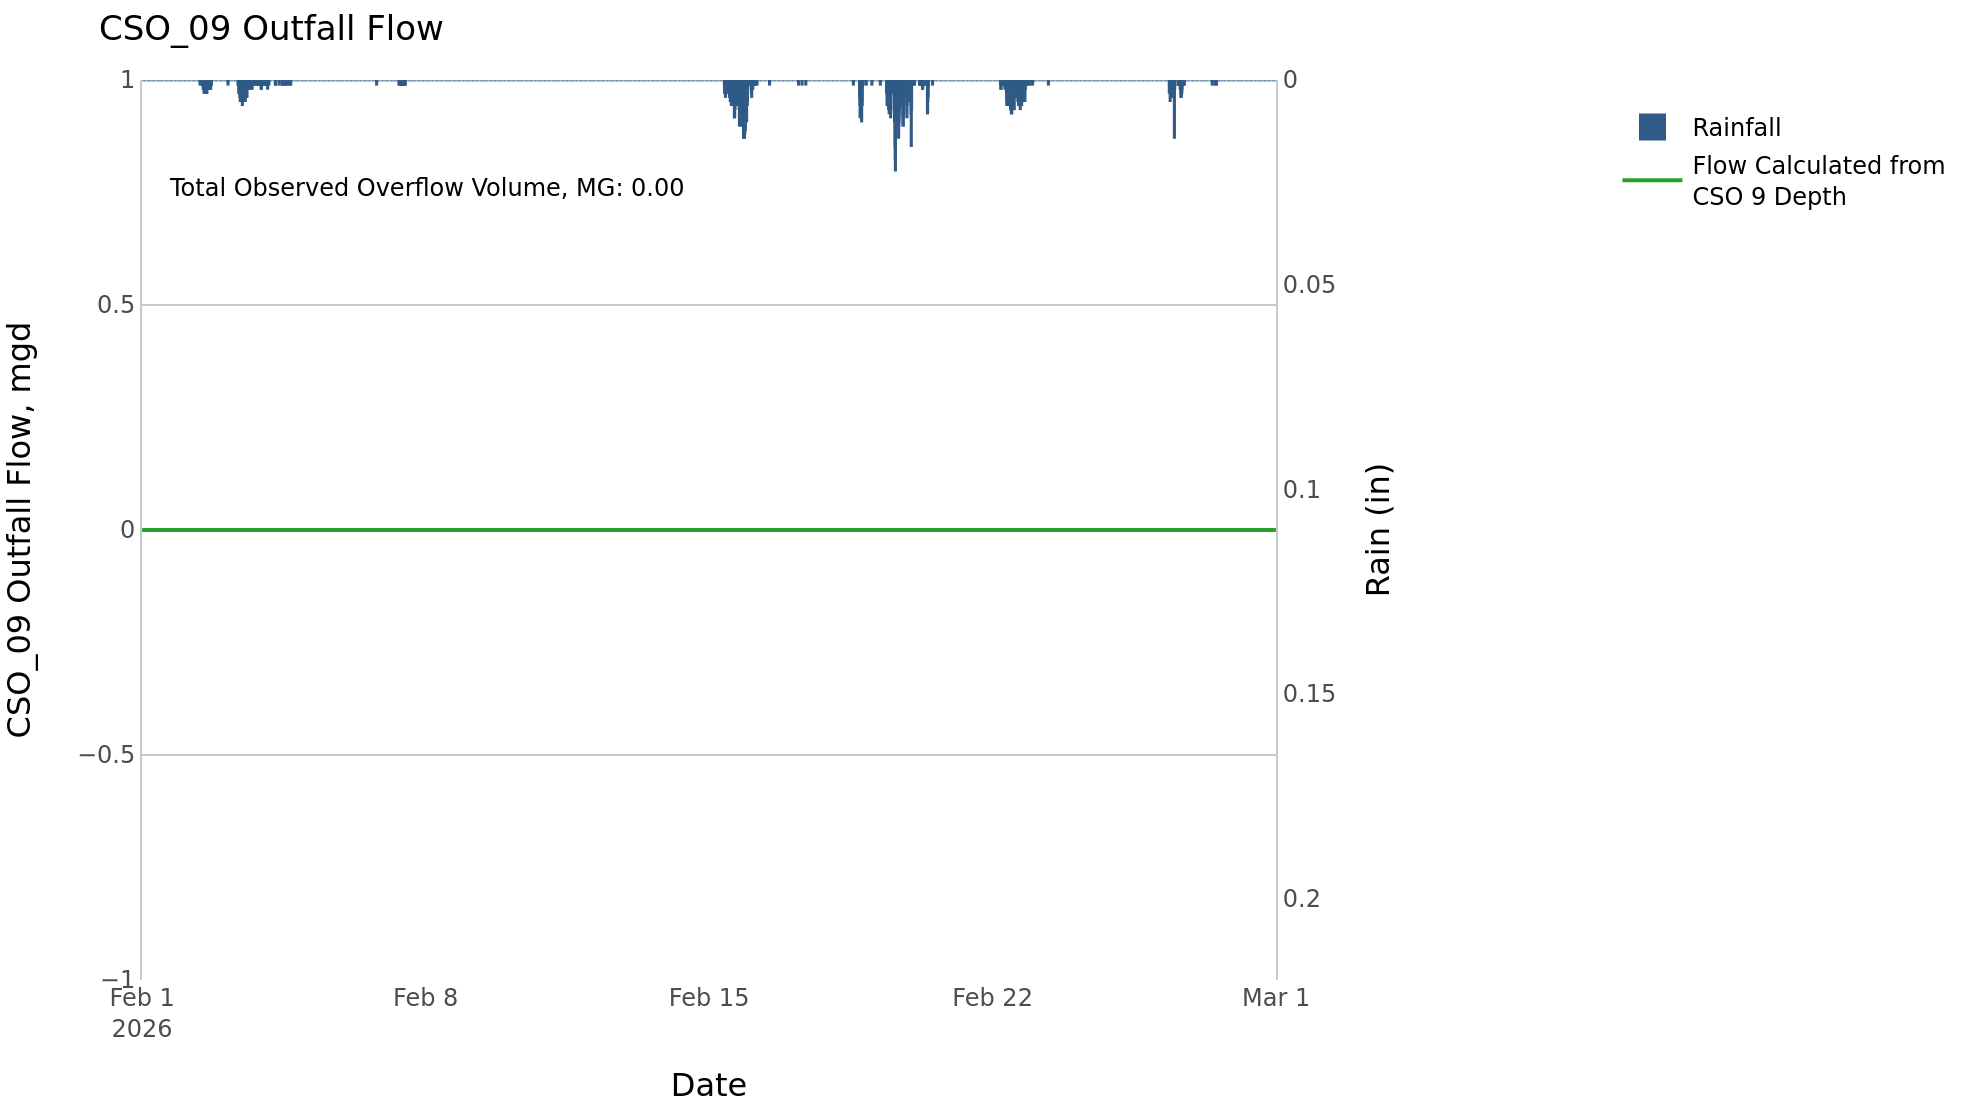 CSO_09 Outfall Flow
1
0.5
0
−0.5
−1
CSO_09 Outfall Flow, mgd
Total Observed Overflow Volume, MG: 0.00
0
0.05
0.1
0.15
0.2
Rain (in)
Feb 1
2026
Feb 8
Feb 15
Feb 22
Mar 1
Date
Rainfall
Flow Calculated from
CSO 9 Depth